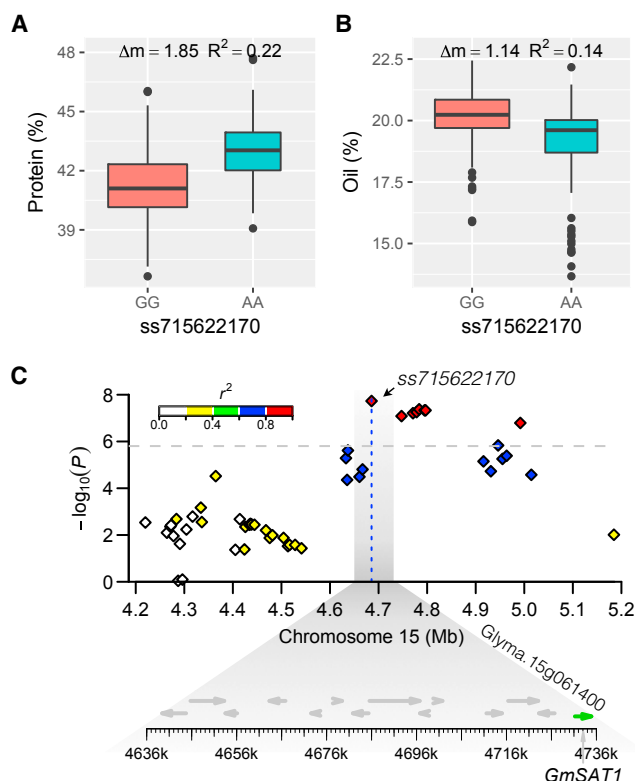 A
Δm = 1.85 R² = 0.22
48
45
42
39
Protein (%)
GG AA
ss715622170
B
Δm = 1.14 R² = 0.14
22.5
20.0
17.5
15.0
Oil (%)
GG AA
ss715622170
C
ss715622170
r²
0.0 0.4 0.8
8
6
4
2
0
−log₁₀(P)
4.2 4.3 4.4 4.5 4.6 4.7 4.8 4.9 5.0 5.1 5.2
Chromosome 15 (Mb)
Glyma.15g061400
4636k 4656k 4676k 4696k 4716k 4736k
GmSAT1